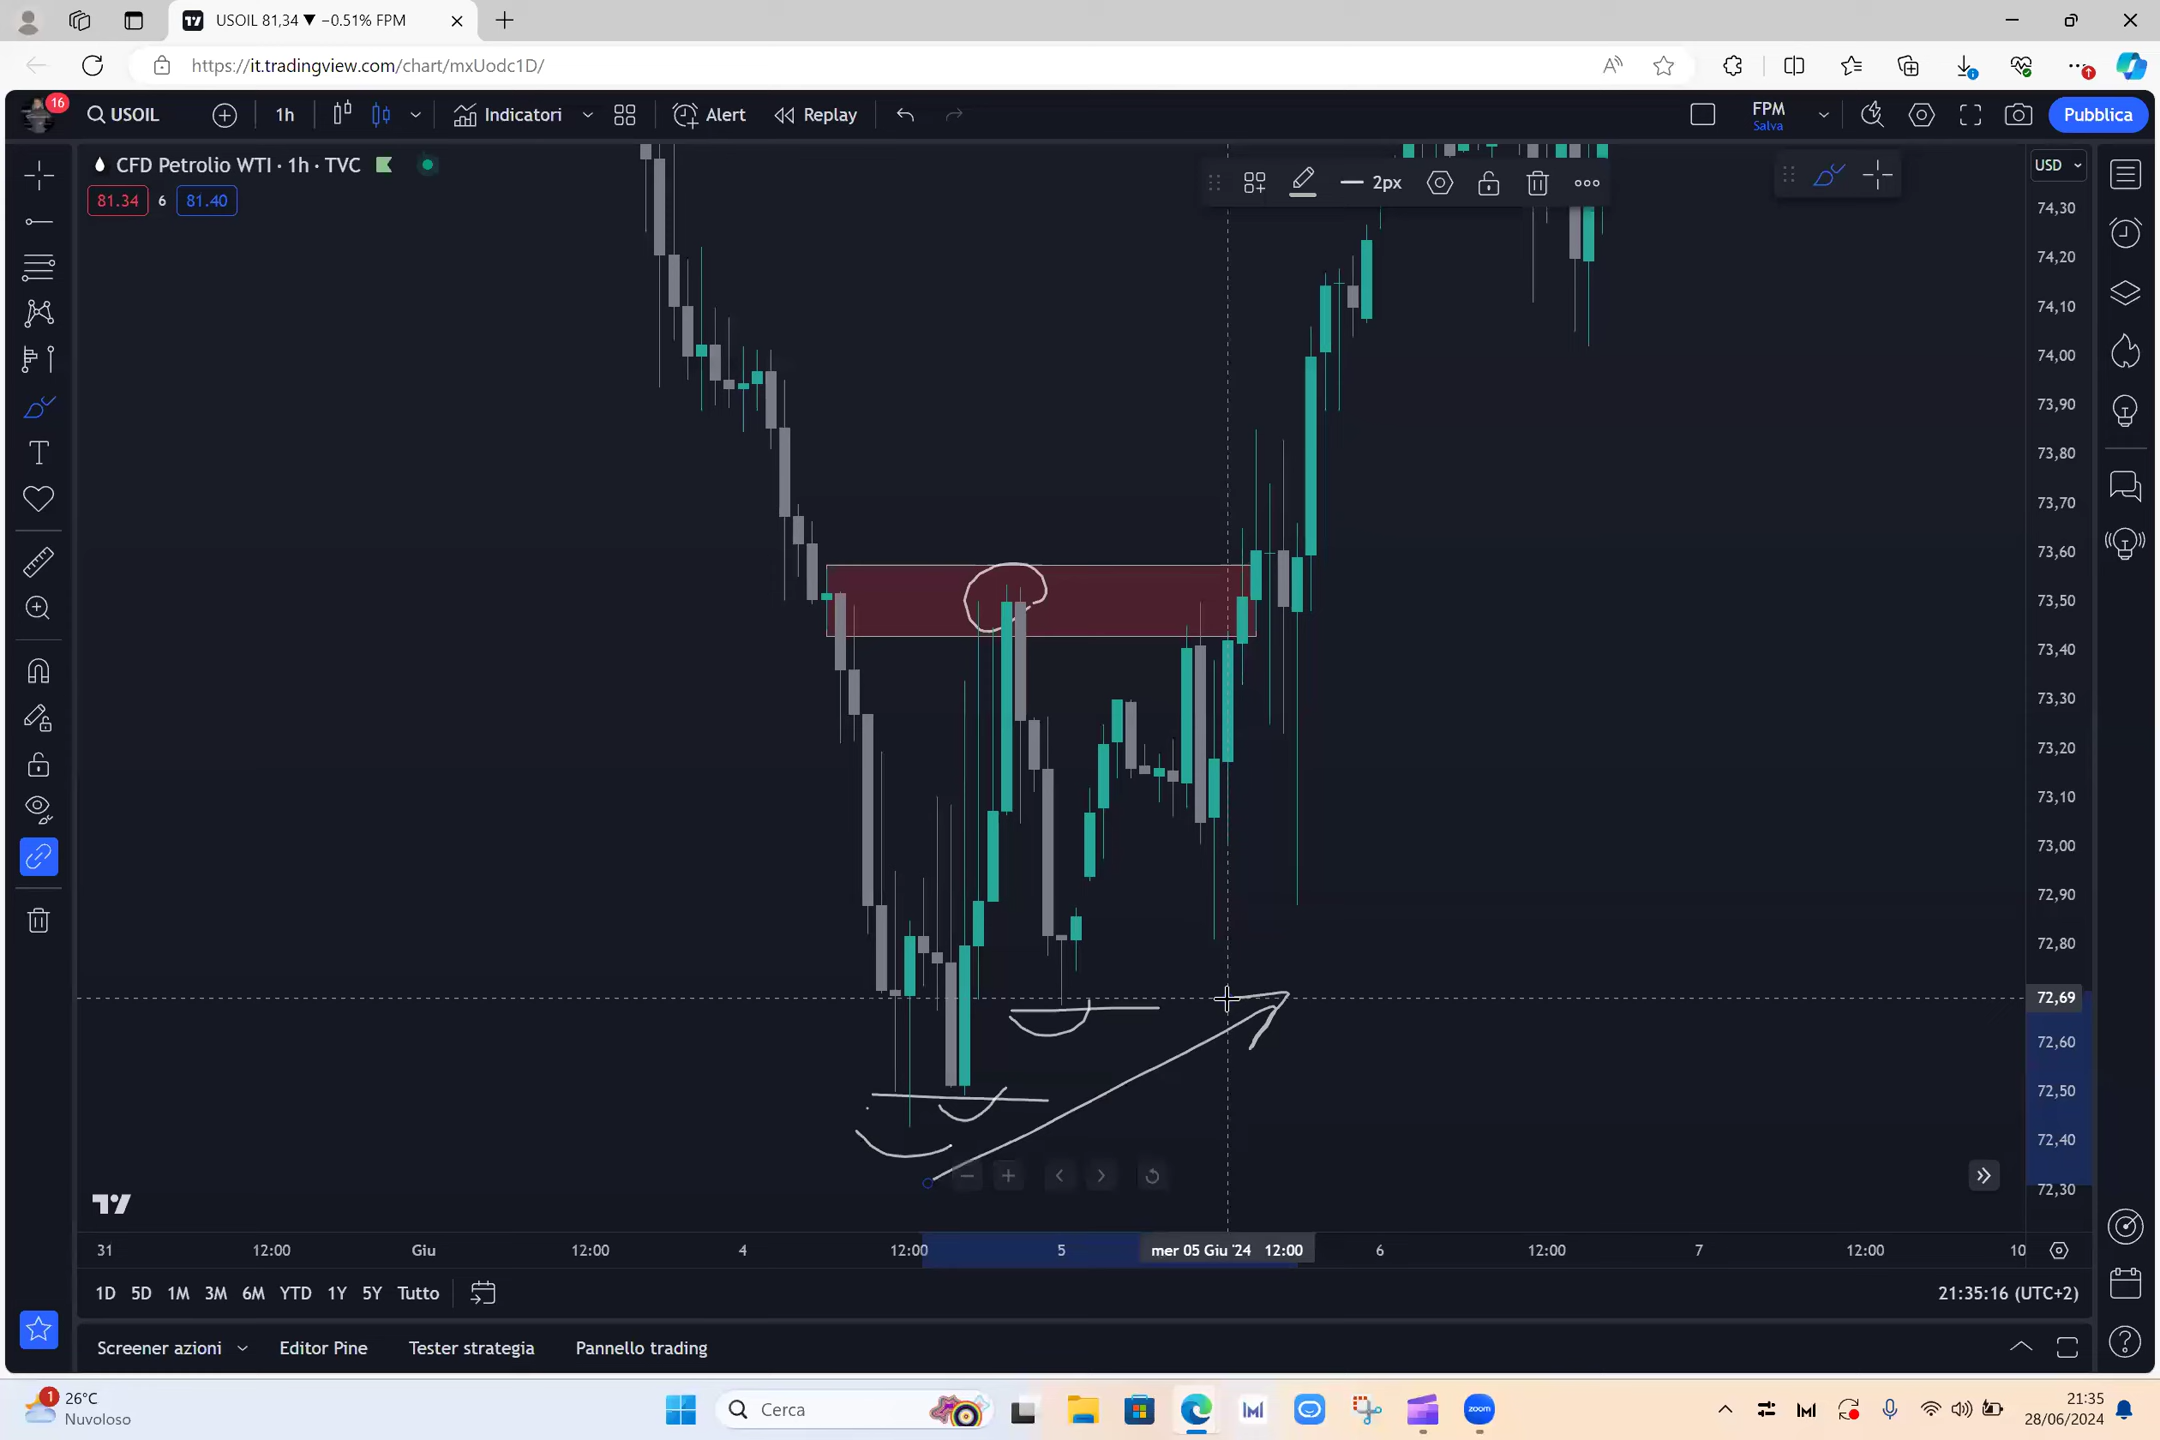 USOIL 81,34 ▼ −0.51% FPM
https://it.tradingview.com/chart/mxUodc1D/
16
USOIL
1h
Indicatori
Alert
Replay
FPM
Salva
Pubblica
CFD Petrolio WTI · 1h · TVC
USD
2px
81.34
6
81.40
74,30
74,20
74,10
74,00
73,90
73,80
73,70
73,60
73,50
73,40
73,30
73,20
73,10
73,00
72,90
72,80
72,69
72,60
72,50
72,40
72,30
31
12:00
Giu
12:00
4
12:00
5
mer 05 Giu '24 12:00
6
12:00
7
12:00
10
1D 5D 1M 3M 6M YTD 1Y 5Y Tutto
21:35:16 (UTC+2)
Screener azioni
Editor Pine
Tester strategia
Pannello trading
1
26°C
Nuvoloso
Cerca
zoom
21:35
28/06/2024